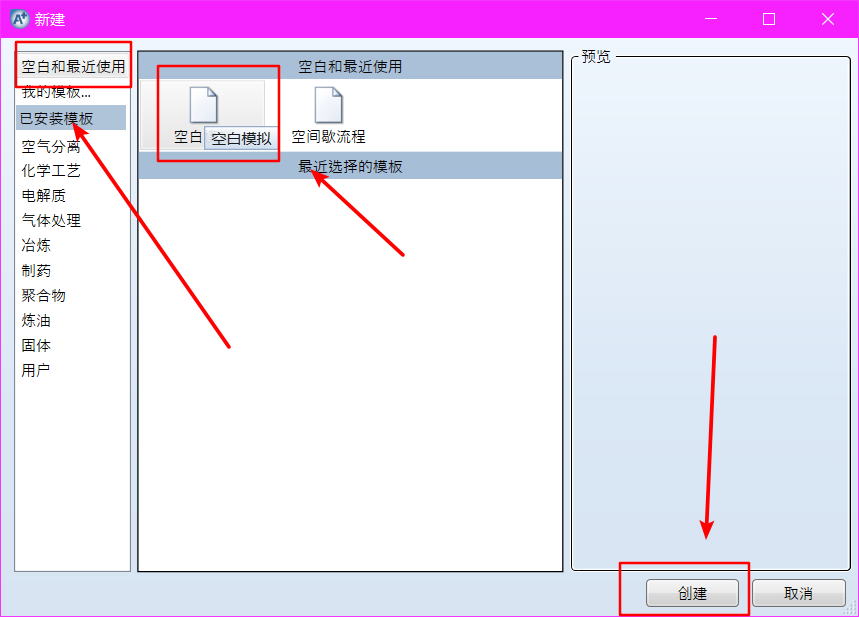 新建
空白和最近使用
我的模板...
已安装模板
空气分离
化学工艺
电解质
气体处理
冶炼
制药
聚合物
炼油
固体
用户
空白和最近使用
空白
空白模拟
空间歇流程
最近选择的模板
预览
创建
取消